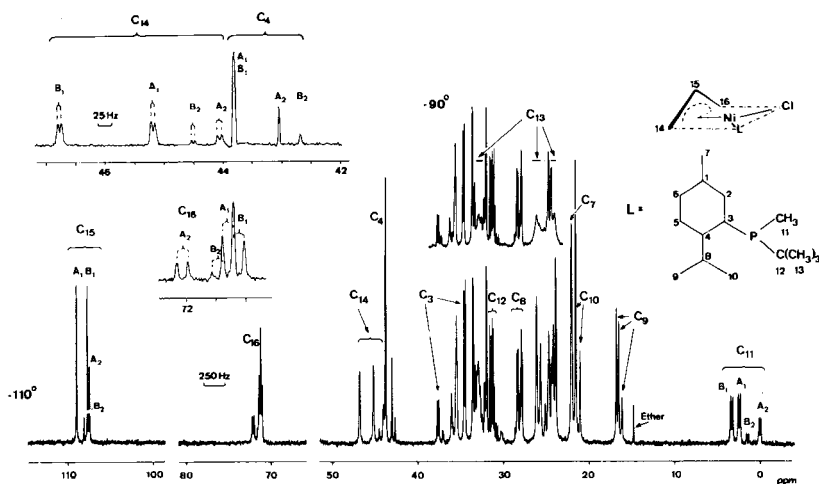 C14
C4
B1
A1
B2
A2
A1
B1
A2
B2
25 Hz
46
44
42
-90°
C13
C16
A2
B2
A1
B1
72
250 Hz
C15
A1
B1
A2
B2
-110°
C16
C14
C4
C3
C12
C8
C7
C10
C9
Ether
C11
B1
A1
B2
A2
110
100
80
70
50
40
30
20
10
0
ppm
15
16
14
Ni
Cl
L
L =
7
1
6
2
5
3
4
8
9
10
P
CH3
11
C(CH3)3
12
13